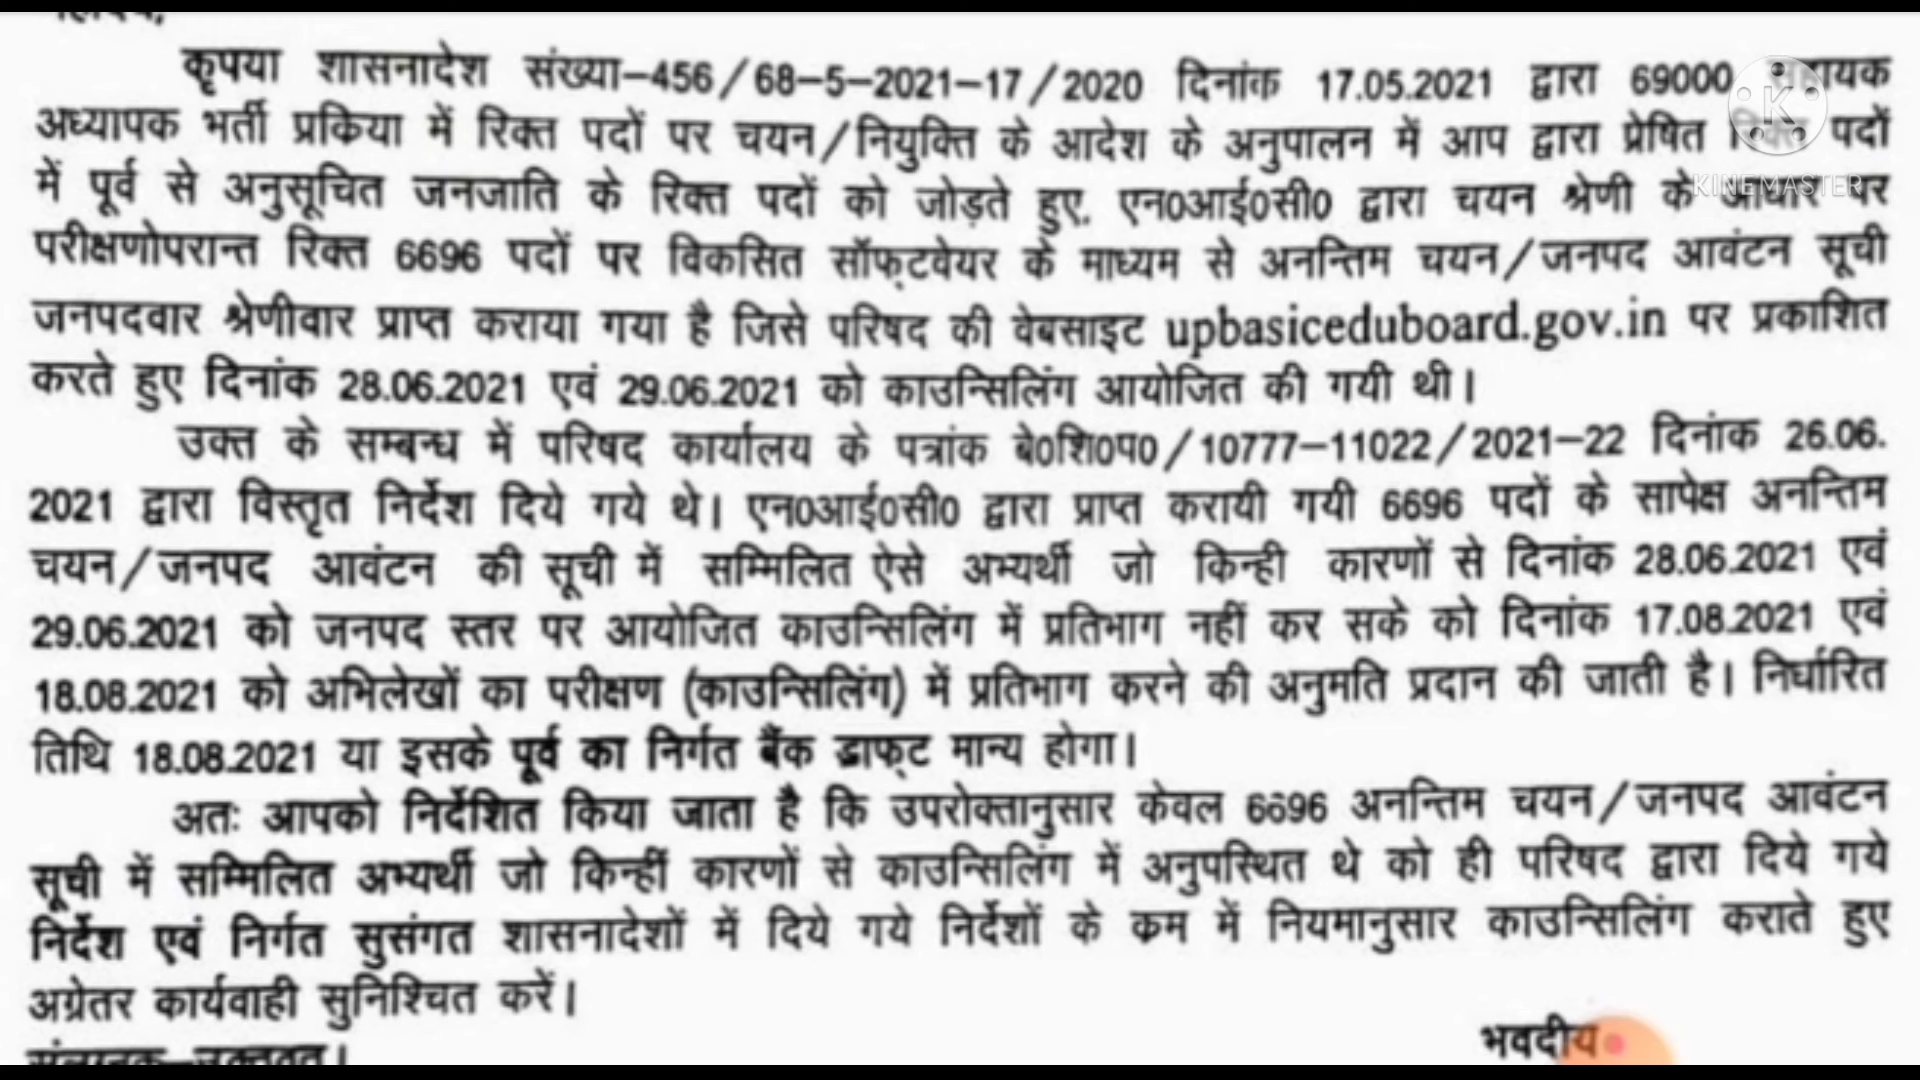 महोदय,
कृपया शासनादेश संख्या-456/68-5-2021-17/2020 दिनांक 17.05.2021 द्वारा 69000 सहायक
अध्यापक भर्ती प्रकिया में रिक्त पदों पर चयन/नियुक्ति के आदेश के अनुपालन में आप द्वारा प्रेषित रिक्त पदों
में पूर्व से अनुसूचित जनजाति के रिक्त पदों को जोड़ते हुए, एन0आई0सी0 द्वारा चयन श्रेणी के आधार पर
KINEMASTER
परीक्षणोपरान्त रिक्त 6696 पदों पर विकसित सॉफ्टवेयर के माध्यम से अनन्तिम चयन/जनपद आवंटन सूची
जनपदवार श्रेणीवार प्राप्त कराया गया है जिसे परिषद की वेबसाइट upbasiceduboard.gov.in पर प्रकाशित
करते हुए दिनांक 28.06.2021 एवं 29.06.2021 को काउन्सिलिंग आयोजित की गयी थी।
उक्त के सम्बन्ध में परिषद कार्यालय के पत्रांक बे0शि0प0/10777-11022/2021-22 दिनांक 26.06.
2021 द्वारा विस्तृत निर्देश दिये गये थे। एन0आई0सी0 द्वारा प्राप्त करायी गयी 6696 पदों के सापेक्ष अनन्तिम
चयन/जनपद आवंटन की सूची में सम्मिलित ऐसे अभ्यर्थी जो किन्ही कारणों से दिनांक 28.06.2021 एवं
29.06.2021 को जनपद स्तर पर आयोजित काउन्सिलिंग में प्रतिभाग नहीं कर सके को दिनांक 17.08.2021 एवं
18.08.2021 को अभिलेखों का परीक्षण (काउन्सिलिंग) में प्रतिभाग करने की अनुमति प्रदान की जाती है। निर्धारित
तिथि 18.08.2021 या इसके पूर्व का निर्गत बैंक ड्राफ्ट मान्य होगा।
अतः आपको निर्देशित किया जाता है कि उपरोक्तानुसार केवल 6696 अनन्तिम चयन/जनपद आवंटन
सूची में सम्मिलित अभ्यर्थी जो किन्हीं कारणों से काउन्सिलिंग में अनुपस्थित थे को ही परिषद द्वारा दिये गये
निर्देश एवं निर्गत सुसंगत शासनादेशों में दिये गये निर्देशों के कम में नियमानुसार काउन्सिलिंग कराते हुए
अग्रेतर कार्यवाही सुनिश्चित करें।
संलग्नक-उक्तवत।
भवदीय